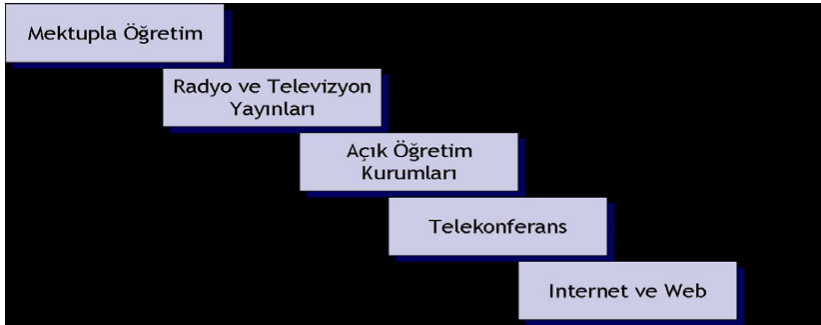 Mektupla Öğretim
Radyo ve Televizyon
Yayınları
Açık Öğretim
Kurumları
Telekonferans
Internet ve Web